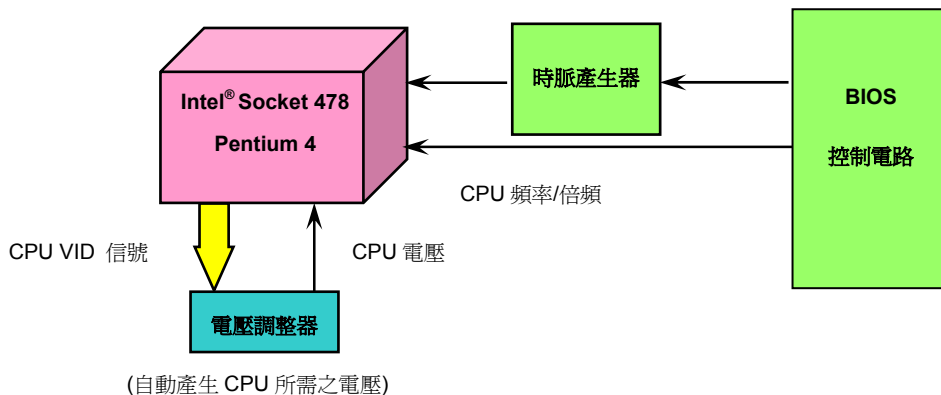 Intel® Socket 478
Pentium 4
時脈產生器
BIOS
控制電路
CPU 頻率/倍頻
CPU VID 信號
CPU 電壓
電壓調整器
(自動產生 CPU 所需之電壓)